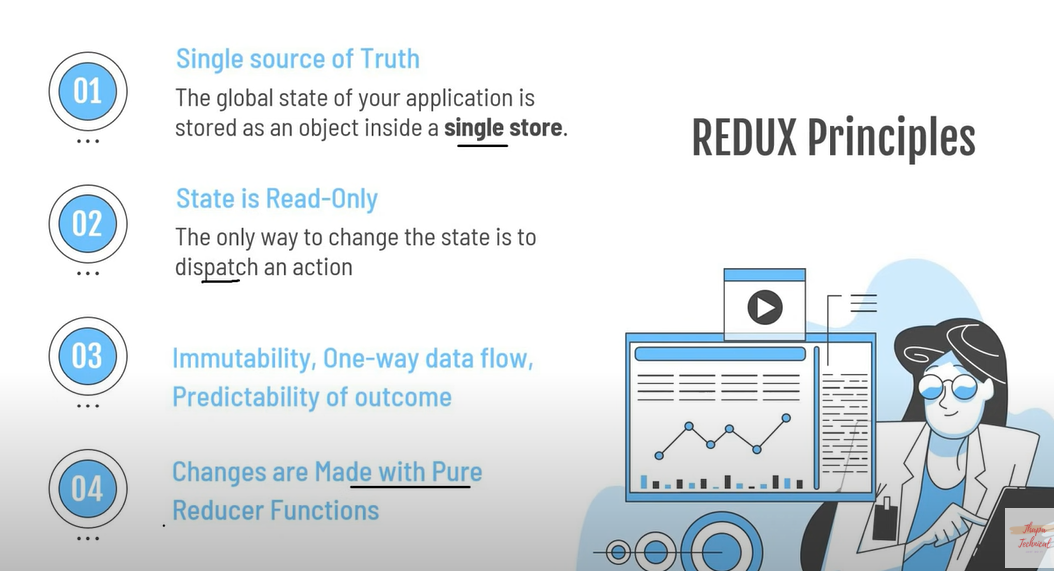 01
Single source of Truth
The global state of your application is
stored as an object inside a single store.
REDUX Principles
02
State is Read-Only
The only way to change the state is to
dispatch an action
03
Immutability, One-way data flow,
Predictability of outcome
04
Changes are Made with Pure
Reducer Functions
Thapa
Technical